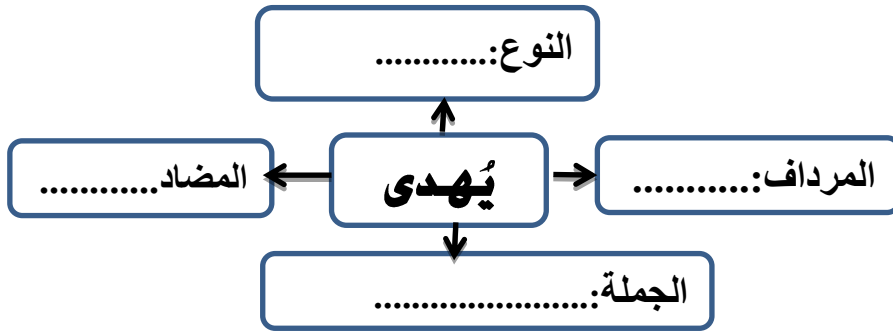 النوع:............
المرداف:...........
يُهدى
المضاد............
الجملة:......................